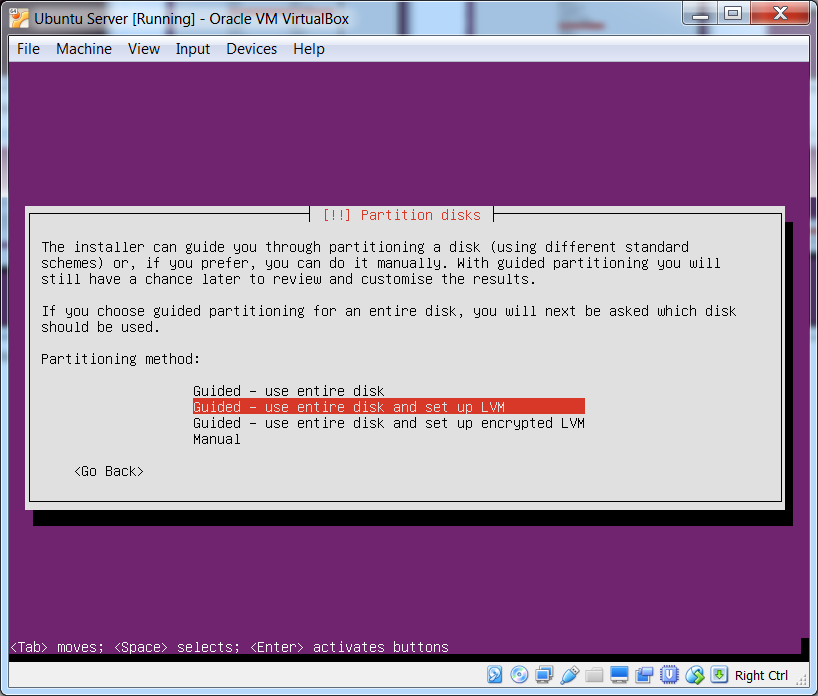 Ubuntu Server [Running] - Oracle VM VirtualBox
File Machine View Input Devices Help
[!!] Partition disks
The installer can guide you through partitioning a disk (using different standard
schemes) or, if you prefer, you can do it manually. With guided partitioning you will
still have a chance later to review and customise the results.
If you choose guided partitioning for an entire disk, you will next be asked which disk
should be used.
Partitioning method:
Guided - use entire disk
Guided - use entire disk and set up LVM
Guided - use entire disk and set up encrypted LVM
Manual
<Go Back>
<Tab> moves; <Space> selects; <Enter> activates buttons
Right Ctrl